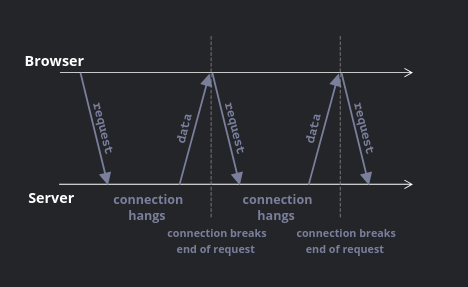 Browser
request
data
request
data
request
Server
connection
hangs
connection
hangs
connection breaks
end of request
connection breaks
end of request